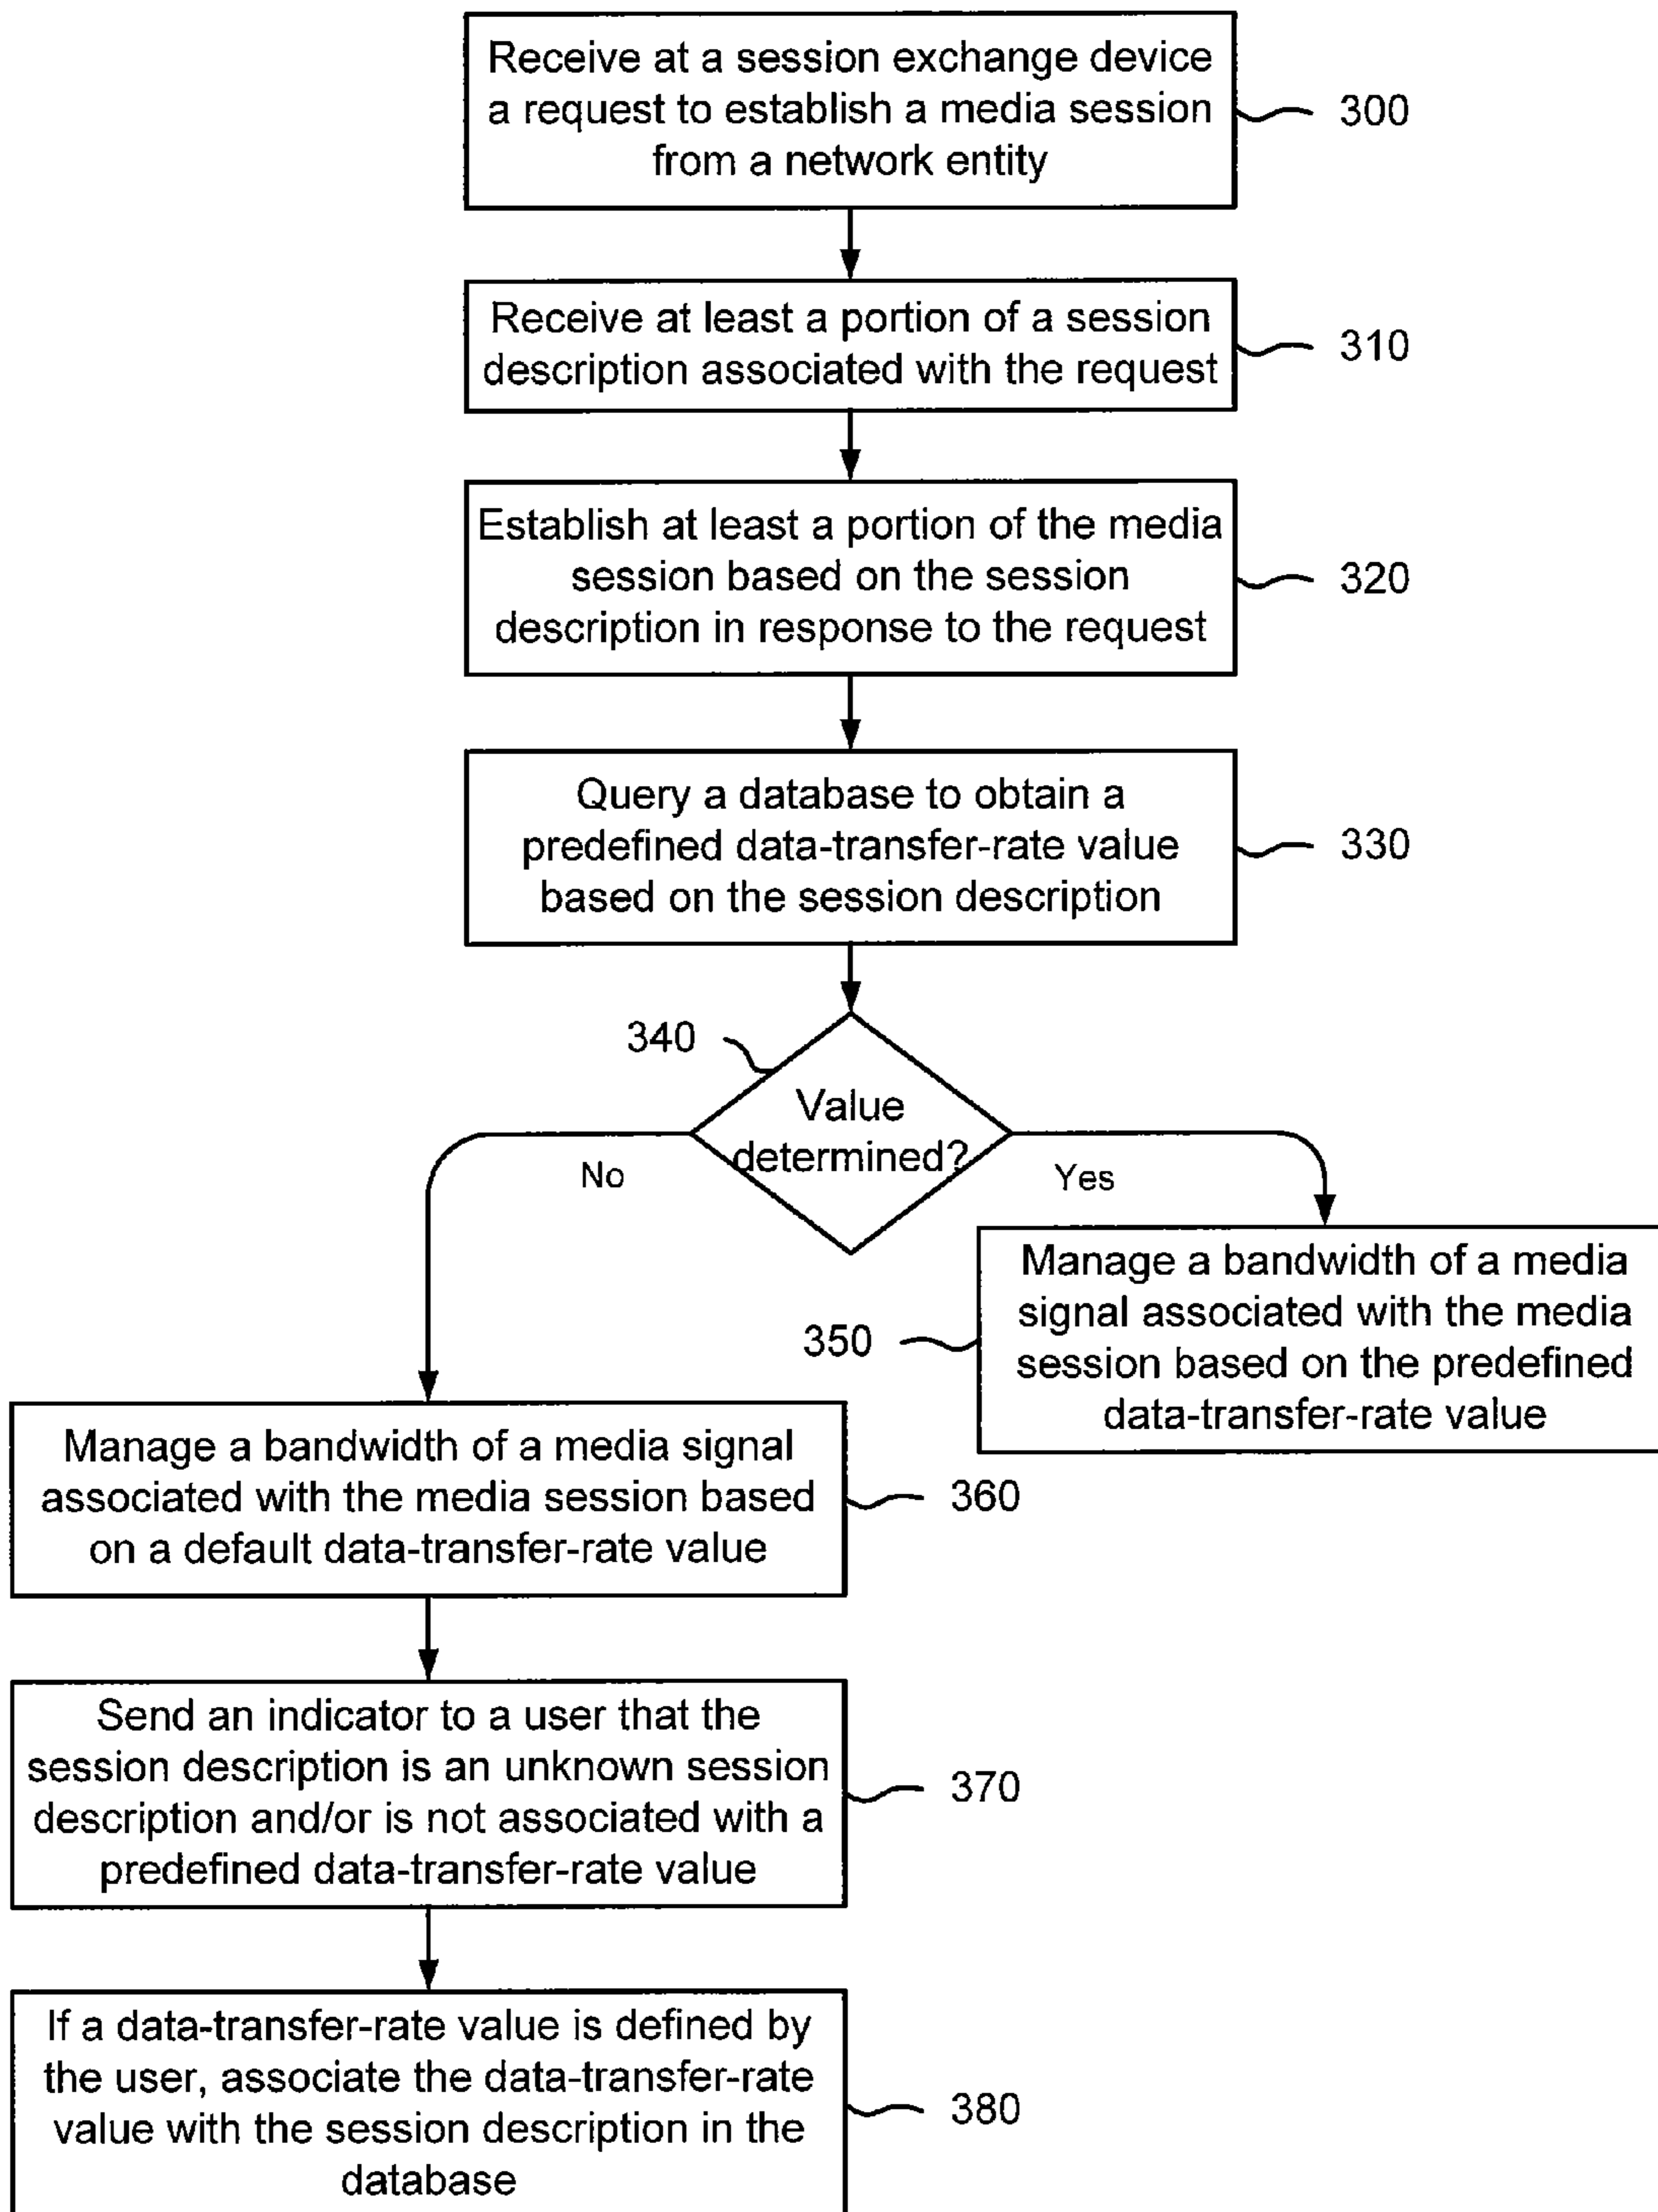 Receive at a session exchange device
a request to establish a media session
from a network entity
300
Receive at least a portion of a session
description associated with the request
310
Establish at least a portion of the media
session based on the session
description in response to the request
320
Query a database to obtain a
predefined data-transfer-rate value
based on the session description
330
340
Value
determined?
No
Yes
Manage a bandwidth of a media
signal associated with the media
session based on the predefined
data-transfer-rate value
350
Manage a bandwidth of a media signal
associated with the media session based
on a default data-transfer-rate value
360
Send an indicator to a user that the
session description is an unknown session
description and/or is not associated with a
predefined data-transfer-rate value
370
If a data-transfer-rate value is defined by
the user, associate the data-transfer-rate
value with the session description in the
database
380